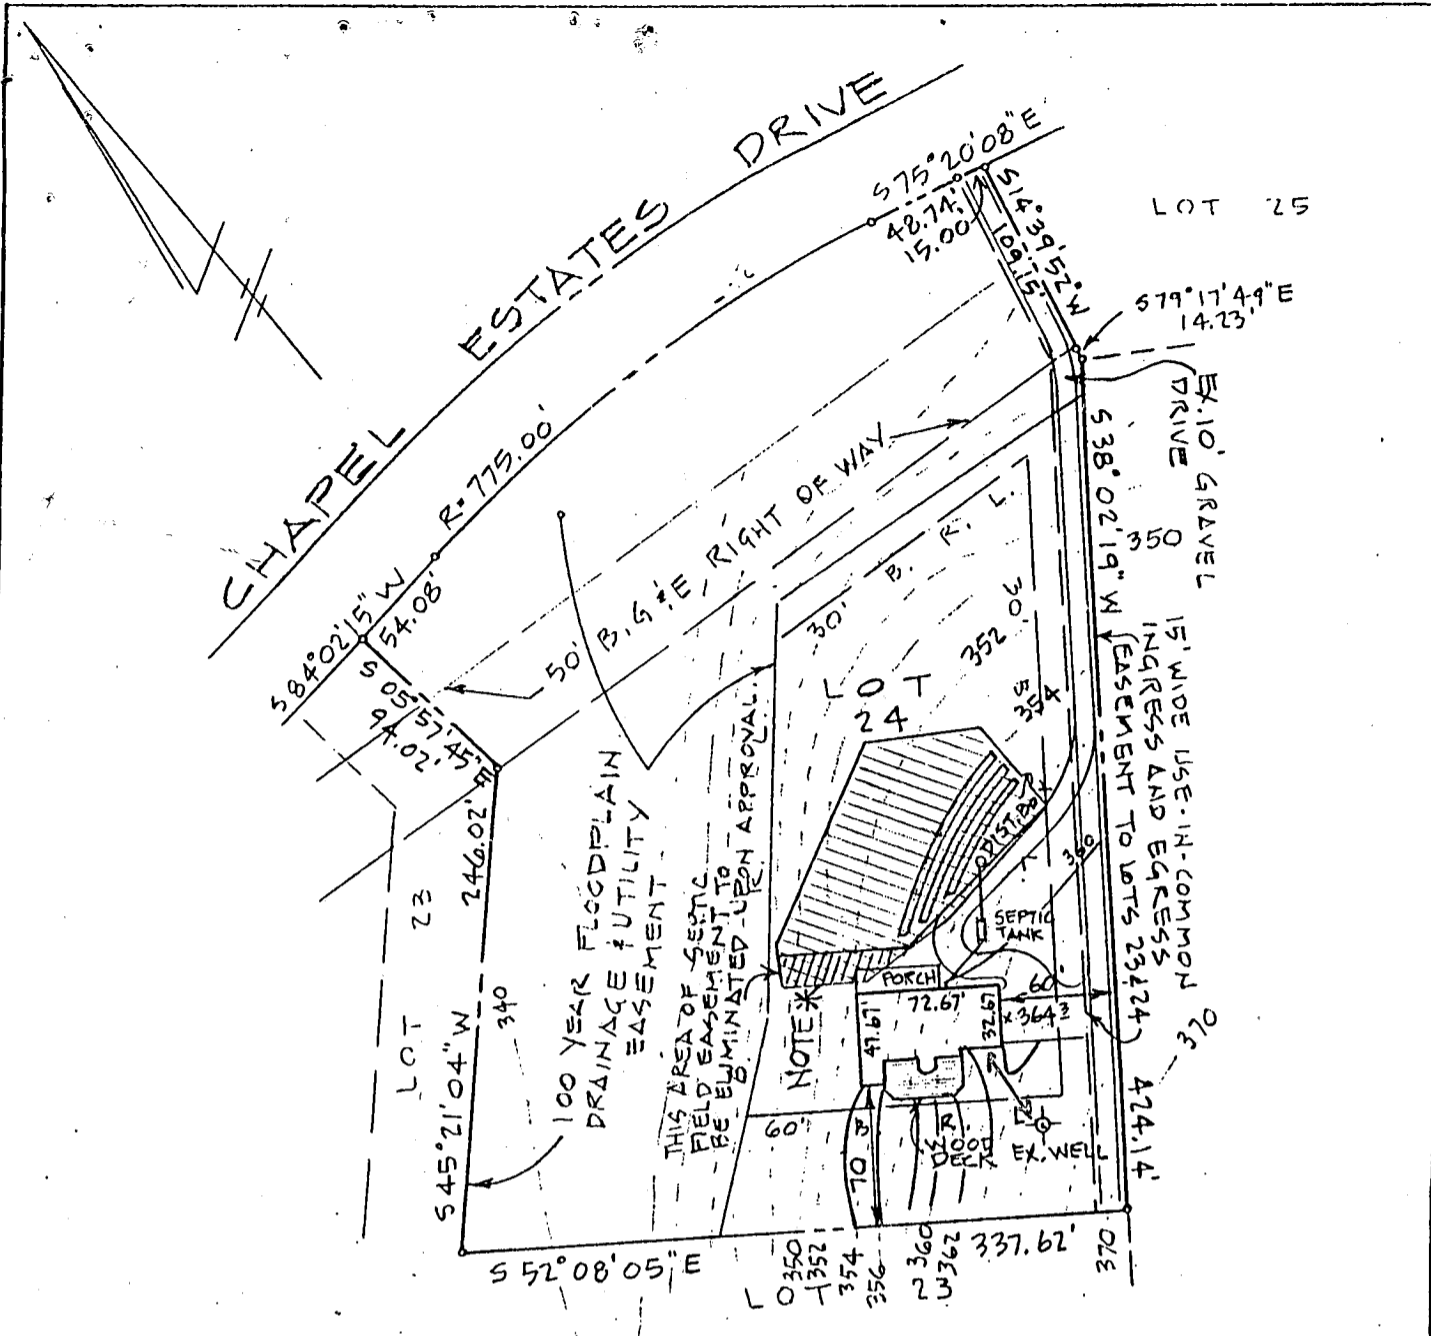 CHAPEL ESTATES DRIVE
S75°20'08"E
48.74'
15.00'
S14°39'52"W
109.15'
LOT 25
S79°17'49"E
14.23'
EX.10' GRAVEL
DRIVE
S38°02'19"W
424.14'
350
15' WIDE USE-IN-COMMON
INGRESS AND EGRESS
EASEMENT TO LOTS 23&24
370
R=775.00'
S84°02'15"W
54.08'
S05°57'45"E
94.02'
50' B.G.&E. RIGHT OF WAY
30' B. R. L.
30'
352
354
LOT
24
DIST. BOX
360
SEPTIC
TANK
PORCH
72.67'
47.67'
32.67
60'
364³
NOTE*
THIS AREA OF SEPTIC
FIELD EASEMENT TO
BE ELIMINATED UPON APPROVAL.
100 YEAR FLOODPLAIN
DRAINAGE & UTILITY
EASEMENT
246.02'
S45°21'04"W
340
LOT 23
60'
70'
EX. WELL
S52°08'05"E
337.62'
350
352
354
356
360
362
370
LOT 23